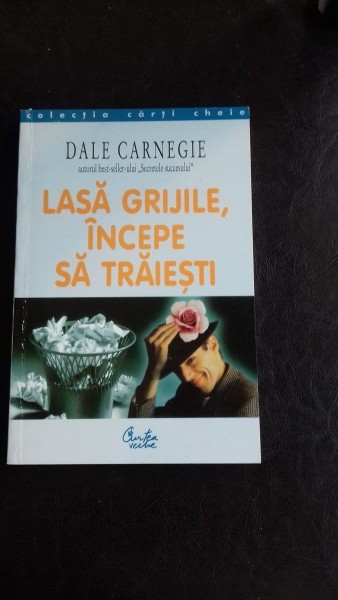 colecția cărți cheie
DALE CARNEGIE
autorul best-seller-ului „Secretele succesului"
LASĂ GRIJILE,
ÎNCEPE
SĂ TRĂIEȘTI
Curtea
veche